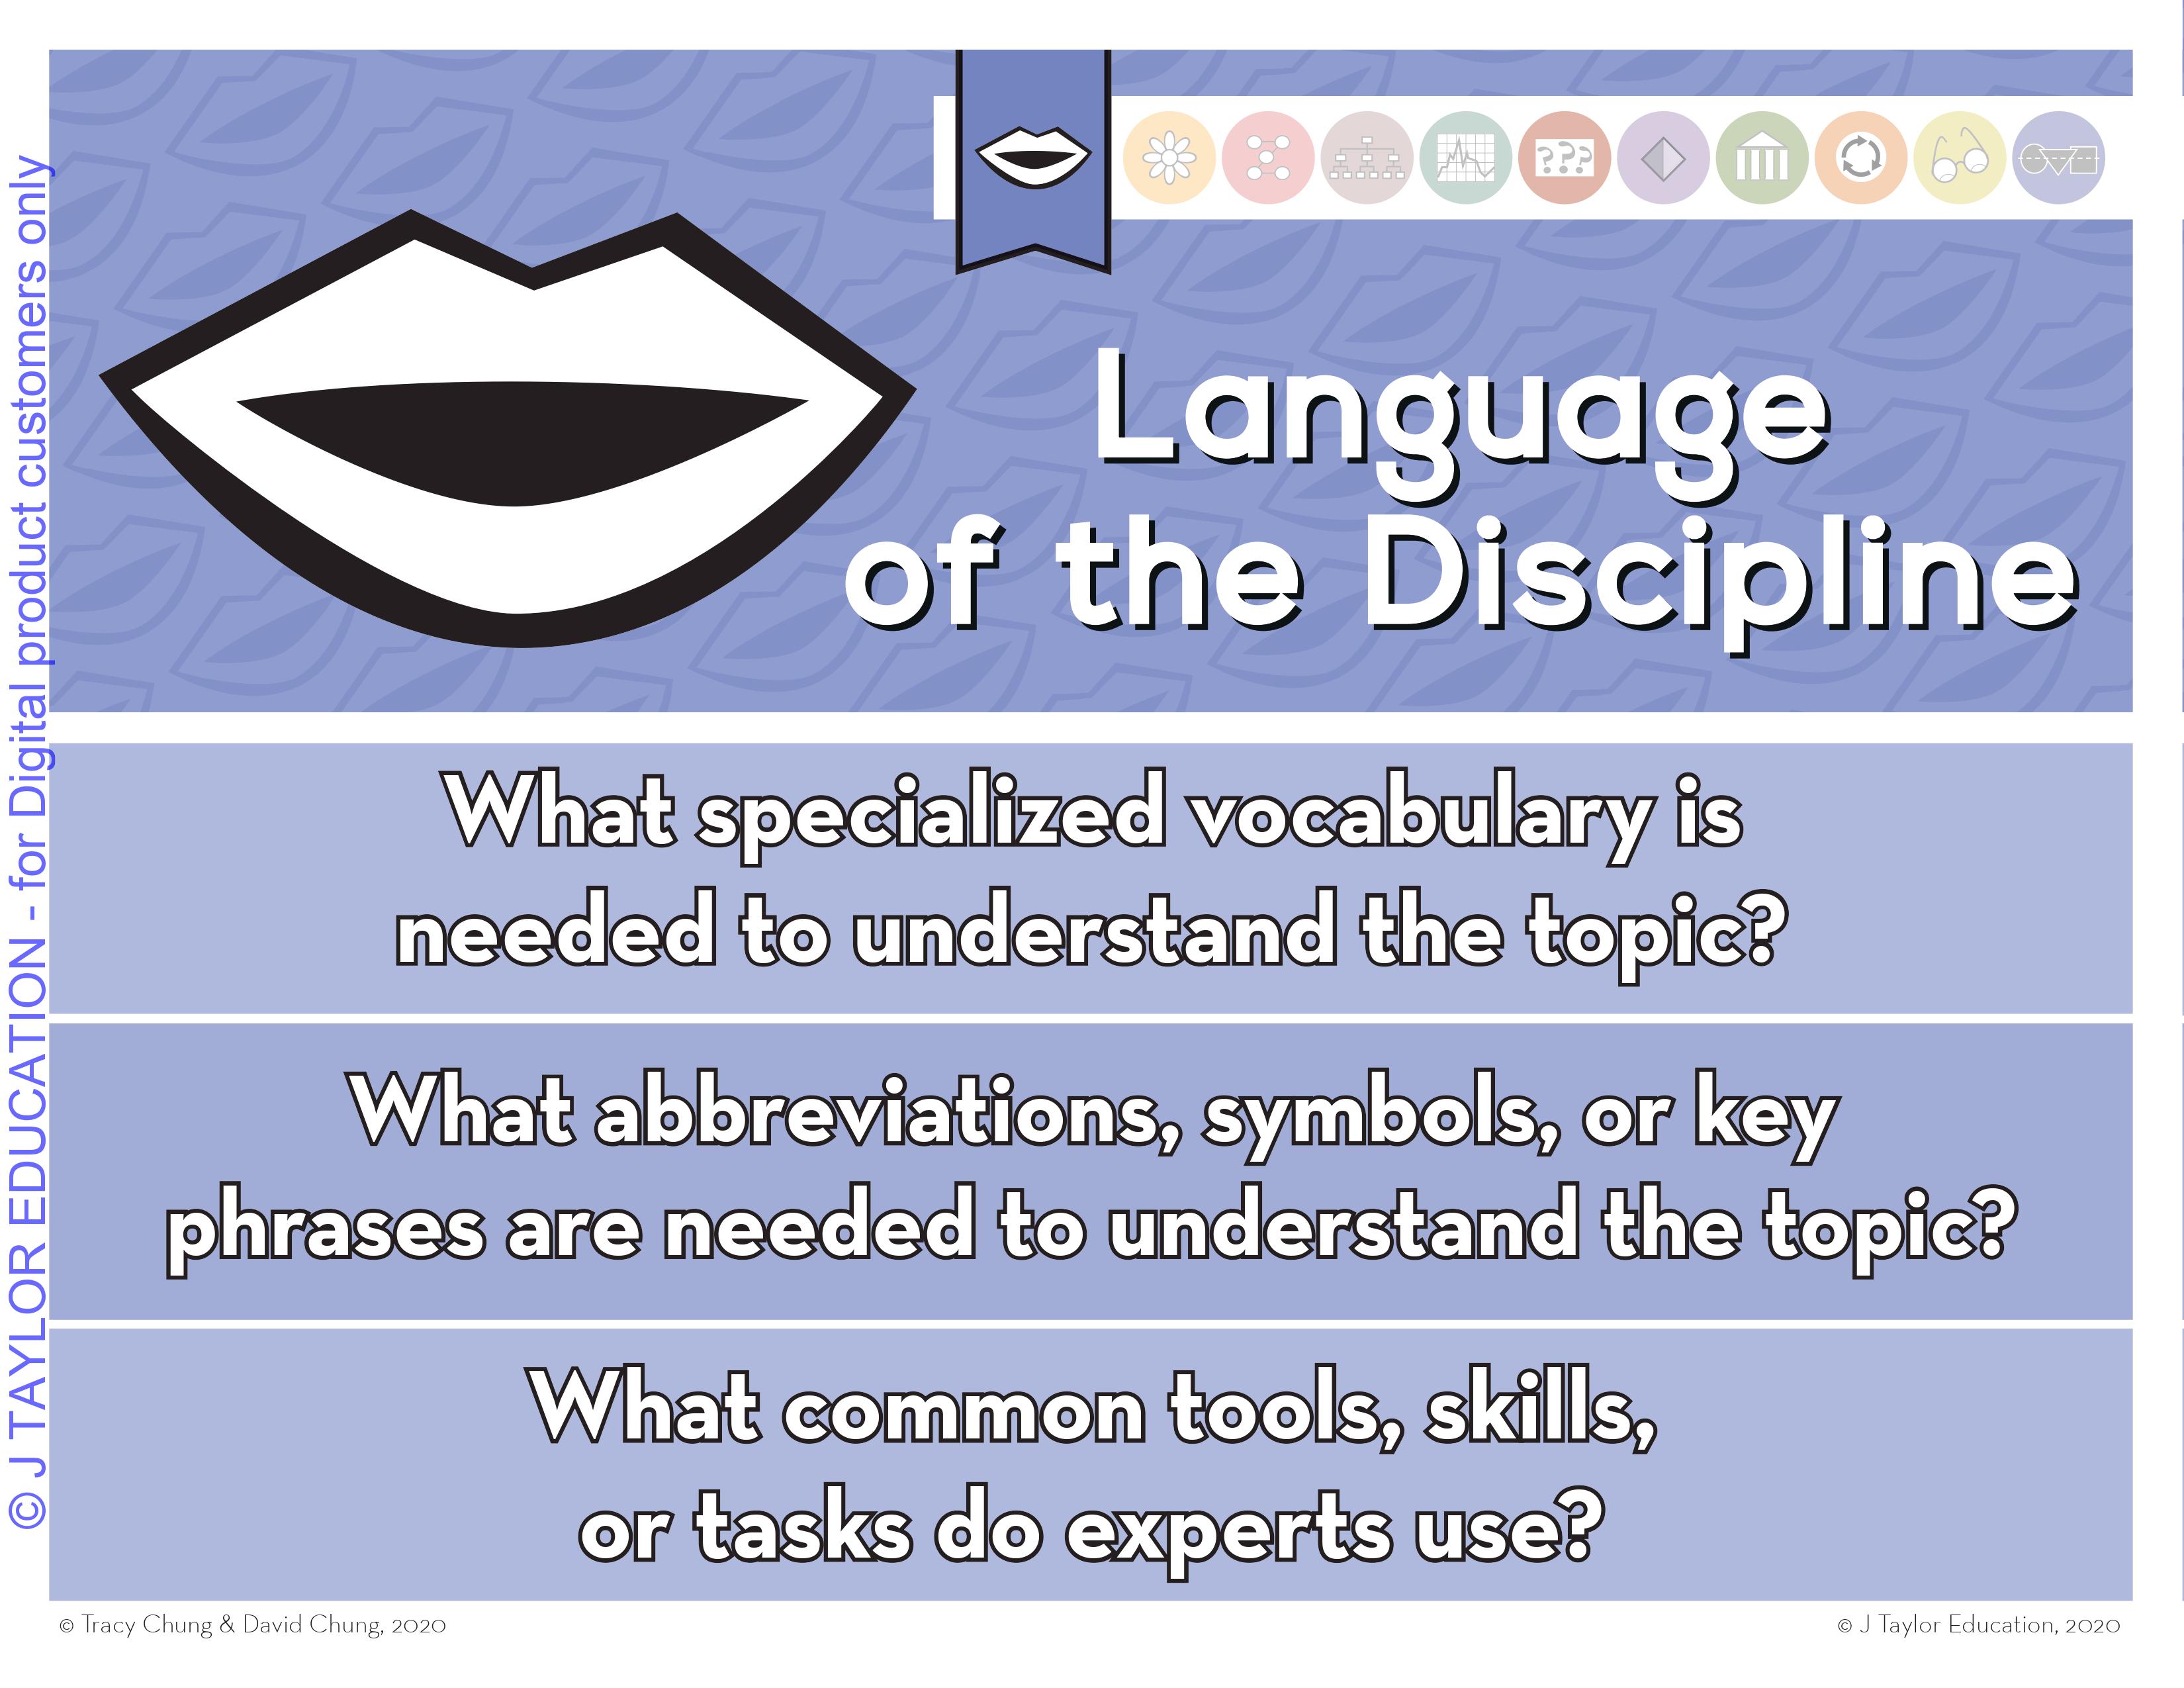 Language
of the Discipline
What specialized vocabulary is
needed to understand the topic?
What abbreviations, symbols, or key
phrases are needed to understand the topic?
What common tools, skills,
or tasks do experts use?
© Tracy Chung & David Chung, 2020
© J Taylor Education, 2020
© J TAYLOR EDUCATION - for Digital product customers only
???